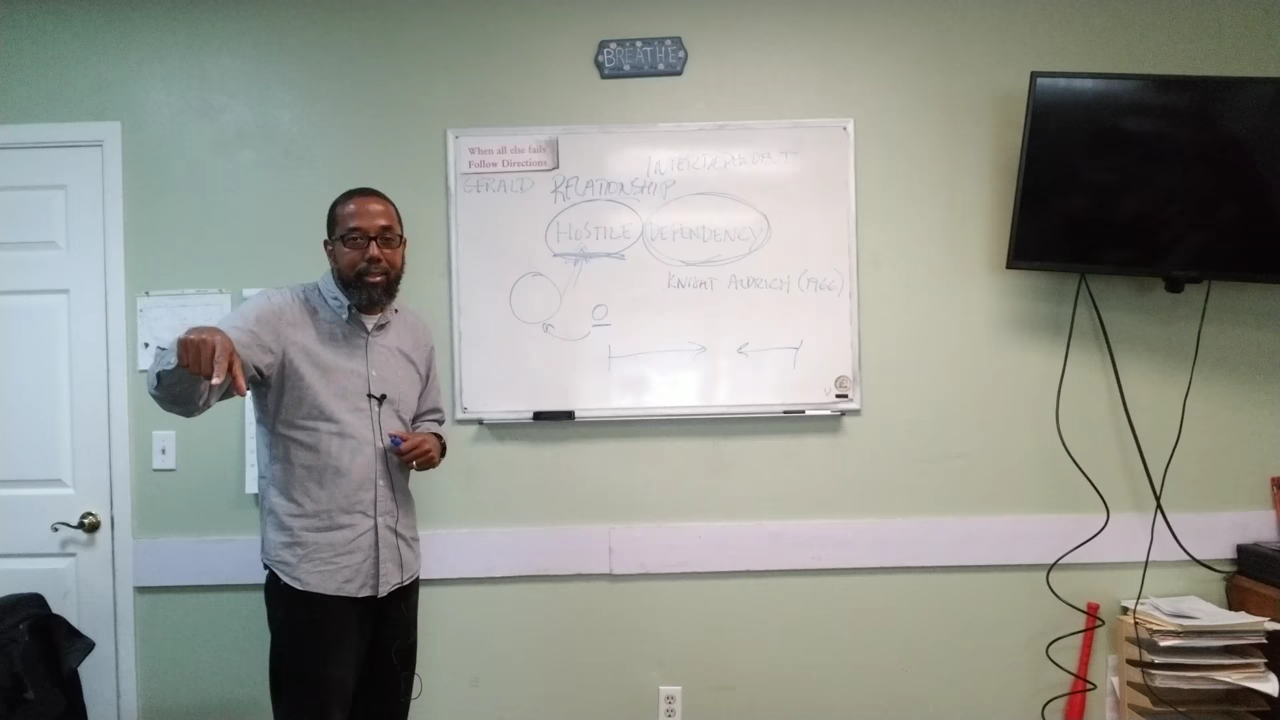 BREATHE
When all else fails
Follow Directions
INTERDEPENDENT
GERALD RELATIONSHIP
HOSTILE DEPENDENCY
KNIGHT ALDRICH (1966)